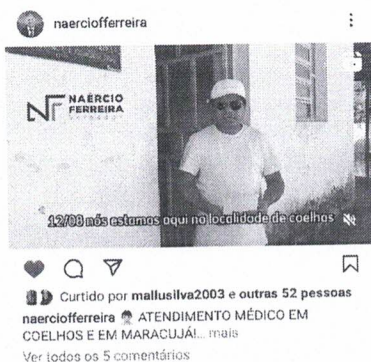 naerciofferreira
NF NAÉRCIO
FERREIRA
12/08 nós estamos aqui na localidade de coelhos
Curtido por mallusilva2003 e outras 52 pessoas
naerciofferreira ATENDIMENTO MÉDICO EM
COELHOS E EM MARACUJÁ!... mais
Ver todos os 5 comentários